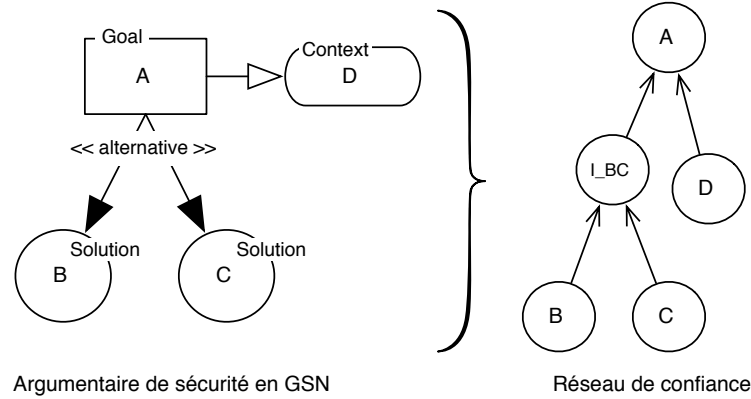 Goal
A
Context
D
<< alternative >>
Solution
B
Solution
C
Argumentaire de sécurité en GSN
A
I_BC
D
B
C
Réseau de confiance